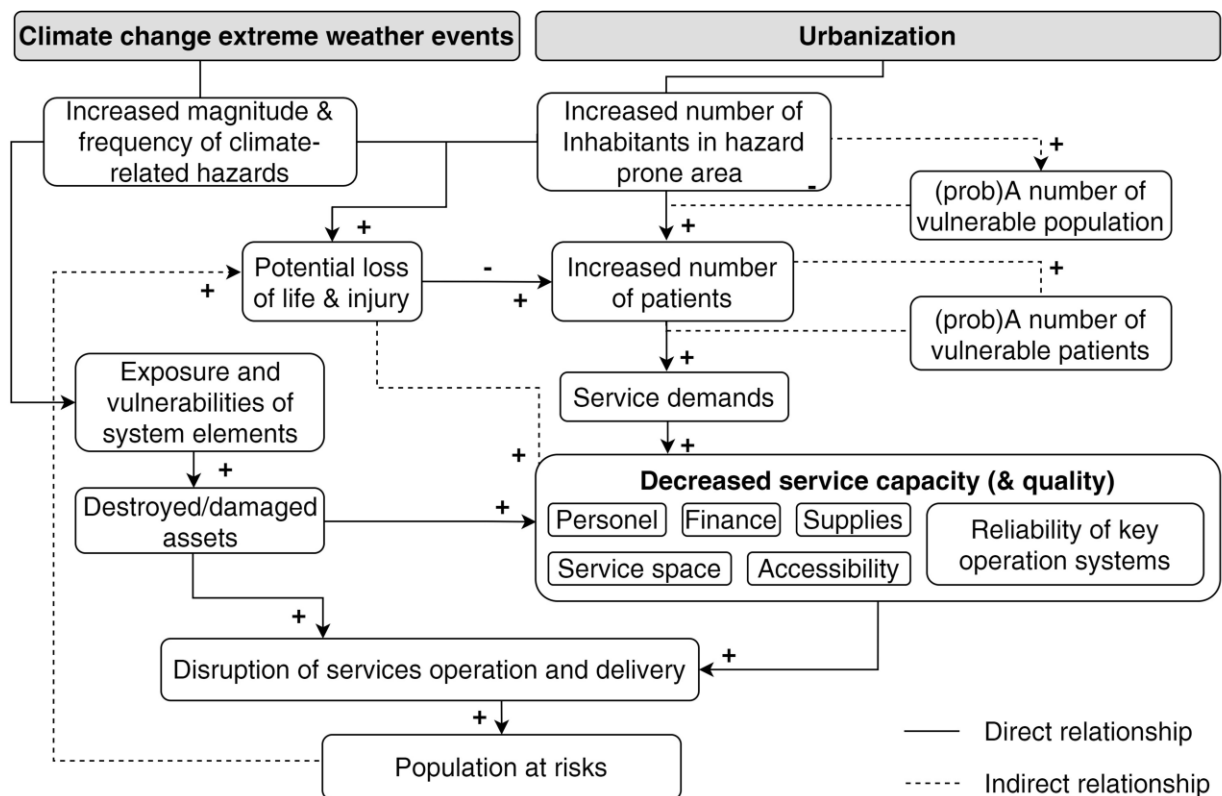 Climate change extreme weather events
Urbanization
Increased magnitude &
frequency of climate-
related hazards
Increased number of
Inhabitants in hazard
prone area
-
+
(prob)A number of
vulnerable population
+
+
Potential loss
of life & injury
-
+
Increased number
of patients
+
+
(prob)A number of
vulnerable patients
Exposure and
vulnerabilities of
system elements
+
Service demands
+
+
+
Destroyed/damaged
assets
+
Decreased service capacity (& quality)
Personel
Finance
Supplies
Service space
Accessibility
Reliability of key
operation systems
+
Disruption of services operation and delivery
+
+
Population at risks
Direct relationship
Indirect relationship